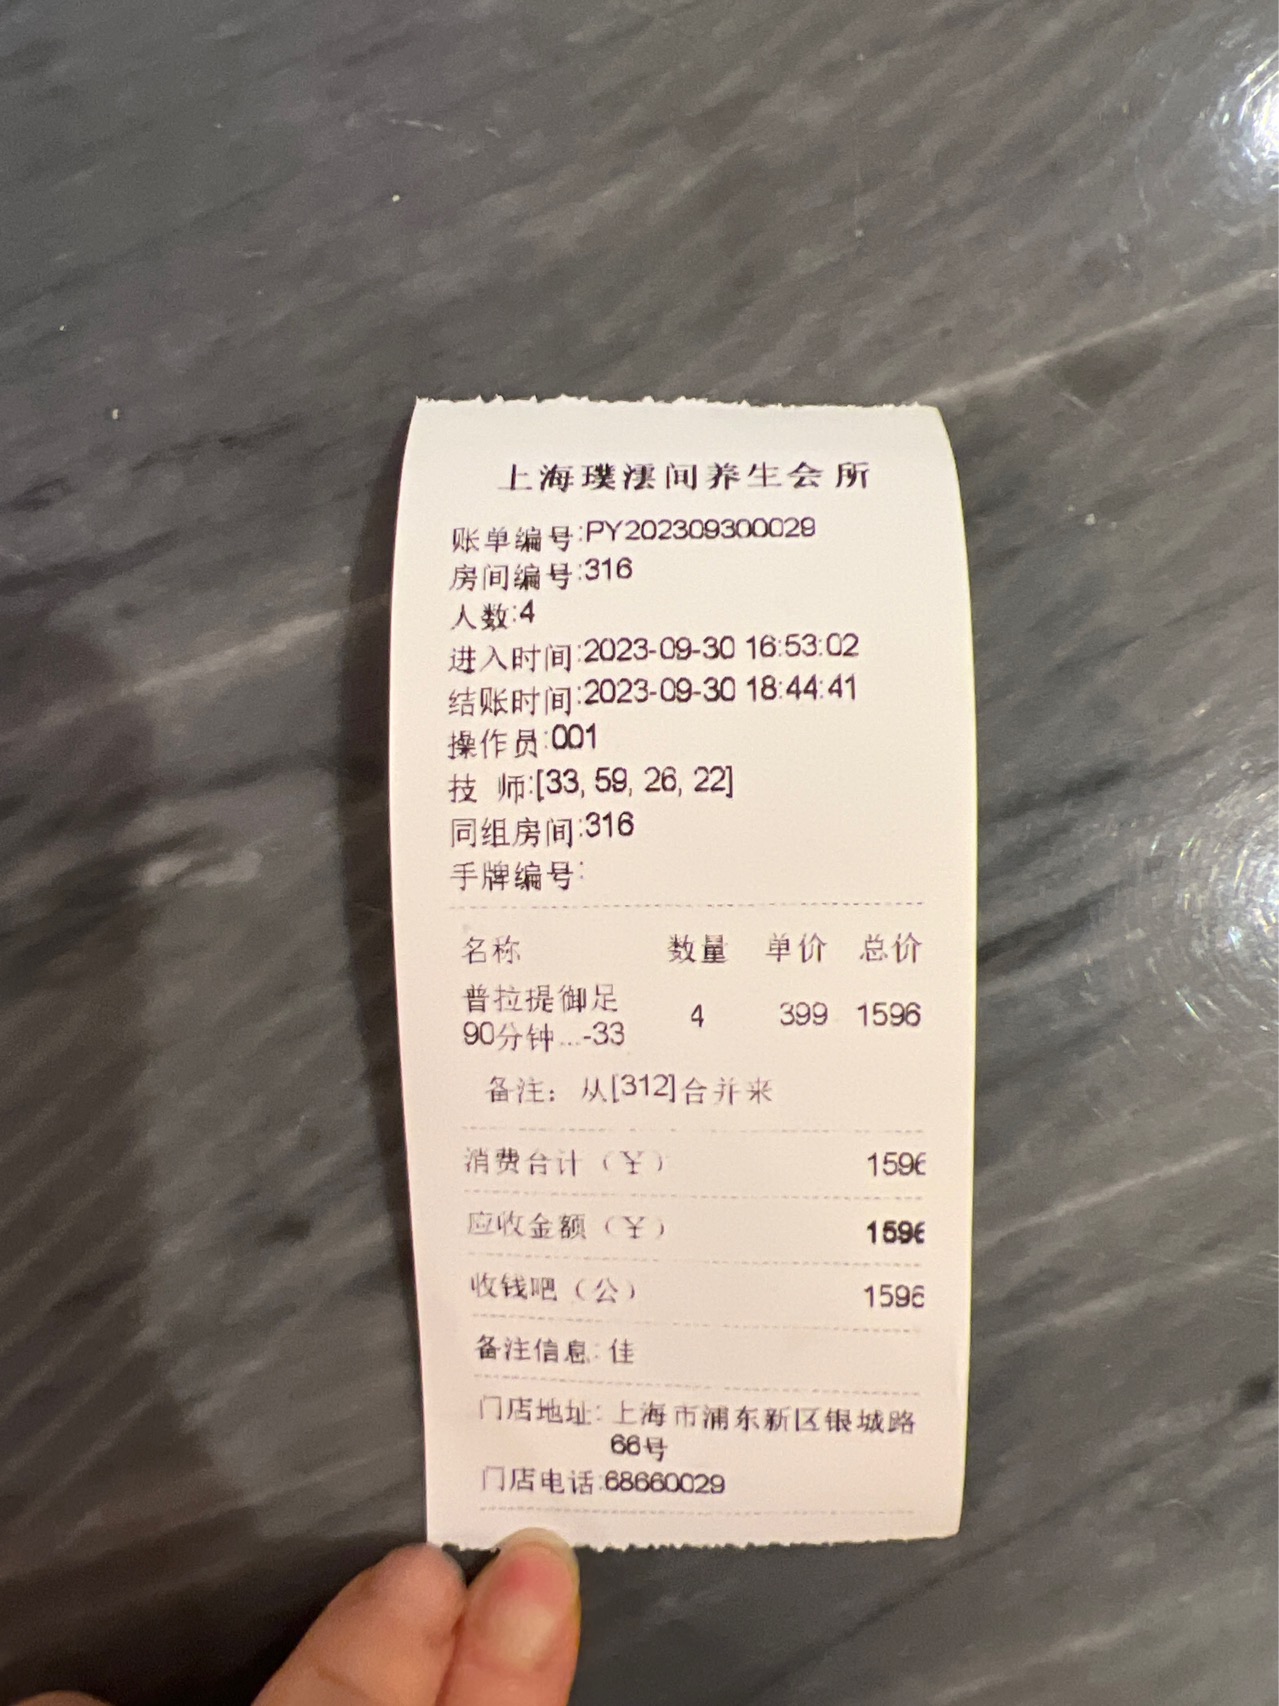 上海璞澐间养生会所
账单编号:PY202309300029
房间编号:316
人数:4
进入时间:2023-09-30 16:53:02
结账时间:2023-09-30 18:44:41
操作员:001
技 师:[33, 59, 26, 22]
同组房间:316
手牌编号:
名称 数量 单价 总价
普拉提御足 4 399 1596
90分钟...-33
备注: 从[312]合并来
消费合计（￥） 1596
应收金额（￥） 1596
收钱吧（公） 1596
备注信息: 佳
门店地址: 上海市浦东新区银城路
66号
门店电话:68660029